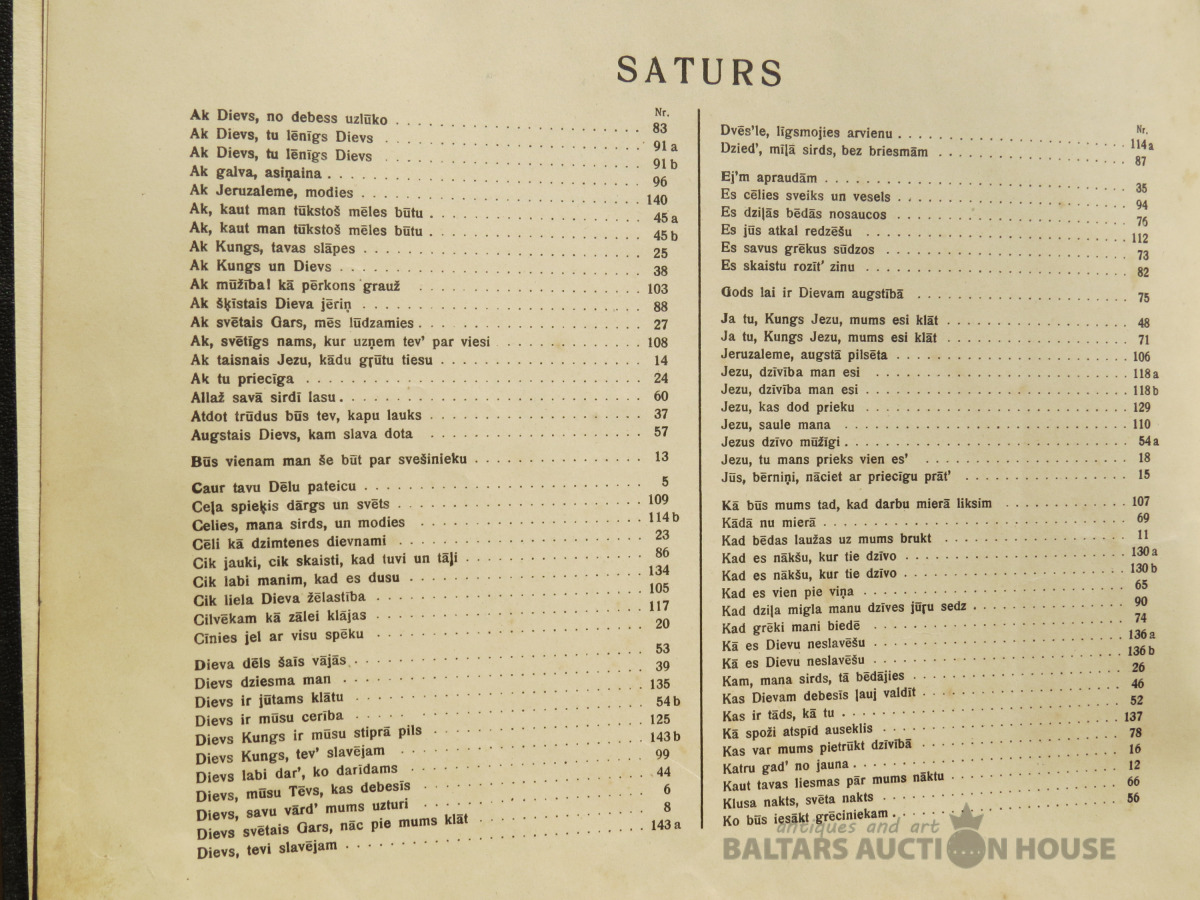 SATURS
Nr.
Ak Dievs, no debess uzlūko . . . 83
Ak Dievs, tu lēnīgs Dievs . . . 91 a
Ak Dievs, tu lēnīgs Dievs . . . 91 b
Ak galva, asiņaina . . . 96
Ak Jeruzaleme, modies . . . 140
Ak, kaut man tūkstoš mēles būtu . . . 45 a
Ak, kaut man tūkstoš mēles būtu . . . 45 b
Ak Kungs, tavas slāpes . . . 25
Ak Kungs un Dievs . . . 38
Ak mūžība! kā pērkons grauž . . . 103
Ak šķīstais Dieva jēriņ . . . 88
Ak svētais Gars, mēs lūdzamies . . . 27
Ak, svētīgs nams, kur uzņem tev' par viesi . . . 108
Ak taisnais Jezu, kādu gŗūtu tiesu . . . 14
Ak tu priecīga . . . 24
Allaž savā sirdī lasu . . . 60
Atdot trūdus būs tev, kapu lauks . . . 37
Augstais Dievs, kam slava dota . . . 57
Būs vienam man še būt par svešinieku . . . 13
Caur tavu Dēlu pateicu . . . 5
Ceļa spieķis dārgs un svēts . . . 109
Celies, mana sirds, un modies . . . 114 b
Cēli kā dzimtenes dievnami . . . 23
Cik jauki, cik skaisti, kad tuvi un tāļi . . . 86
Cik labi manim, kad es dusu . . . 134
Cik liela Dieva žēlastība . . . 105
Cilvēkam kā zālei klājas . . . 117
Cīnies jel ar visu spēku . . . 20
Dieva dēls šaīs vājās . . . 53
Dievs dziesma man . . . 39
Dievs ir jūtams klātu . . . 135
Dievs ir mūsu cerība . . . 54 b
Dievs Kungs ir mūsu stiprā pils . . . 125
Dievs Kungs, tev' slavējam . . . 143 b
Dievs labi dar', ko darīdams . . . 99
Dievs, mūsu Tēvs, kas debesīs . . . 44
Dievs, savu vārd' mums uzturi . . . 6
Dievs svētais Gars, nāc pie mums klāt . . . 8
Dievs, tevi slavējam . . . 143 a
Nr.
Dvēs'le, līgsmojies arvienu . . . 114 a
Dzied', mīļā sirds, bez briesmām . . . 87
Ej'm apraudām . . . 35
Es cēlies sveiks un vesels . . . 94
Es dziļās bēdās nosaucos . . . 76
Es jūs atkal redzēšu . . . 112
Es savus grēkus sūdzos . . . 73
Es skaistu rozīt' zinu . . . 82
Gods lai ir Dievam augstībā . . . 75
Ja tu, Kungs Jezu, mums esi klāt . . . 48
Ja tu, Kungs Jezu, mums esi klāt . . . 71
Jeruzaleme, augstā pilsēta . . . 106
Jezu, dzīvība man esi . . . 118 a
Jezu, dzīvība man esi . . . 118 b
Jezu, kas dod prieku . . . 129
Jezu, saule mana . . . 110
Jezus dzīvo mūžīgi . . . 54 a
Jezu, tu mans prieks vien es' . . . 18
Jūs, bērniņi, nāciet ar priecīgu prāt' . . . 15
Kā būs mums tad, kad darbu mierā liksim . . . 107
Kādā nu mierā . . . 69
Kad bēdas laužas uz mums brukt . . . 11
Kad es nākšu, kur tie dzīvo . . . 130 a
Kad es nākšu, kur tie dzīvo . . . 130 b
Kad es vien pie viņa . . . 65
Kad dziļa migla manu dzīves jūŗu sedz . . . 90
Kad grēki mani biedē . . . 74
Kā es Dievu neslavēšu . . . 136 a
Kā es Dievu neslavēšu . . . 136 b
Kam, mana sirds, tā bēdājies . . . 26
Kas Dievam debesīs ļauj valdīt . . . 46
Kas ir tāds, kā tu . . . 52
Kā spoži atspīd auseklis . . . 137
Kas var mums pietrūkt dzīvībā . . . 78
Katru gad' no jauna . . . 16
Kaut tavas liesmas pār mums nāktu . . . 12
Klusa nakts, svēta nakts . . . 66
Ko būs iesākt grēciniekam . . . 56
antiques and art
BALTARS AUCTION HOUSE